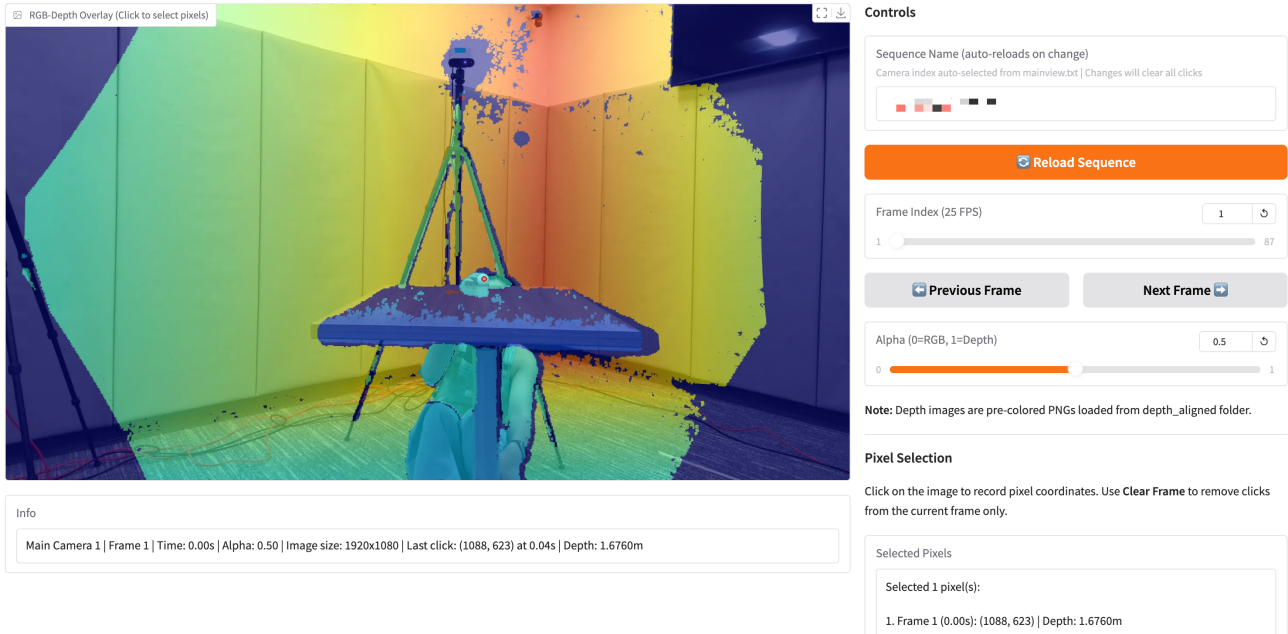 RGB-Depth Overlay (Click to select pixels)
Info
Main Camera 1 | Frame 1 | Time: 0.00s | Alpha: 0.50 | Image size: 1920x1080 | Last click: (1088, 623) at 0.04s | Depth: 1.6760m
Controls
Sequence Name (auto-reloads on change)
Camera index auto-selected from mainview.txt | Changes will clear all clicks
Reload Sequence
Frame Index (25 FPS)
1
1
87
Previous Frame
Next Frame
Alpha (0=RGB, 1=Depth)
0.5
0
1
Note: Depth images are pre-colored PNGs loaded from depth_aligned folder.
Pixel Selection
Click on the image to record pixel coordinates. Use Clear Frame to remove clicks
from the current frame only.
Selected Pixels
Selected 1 pixel(s):
1. Frame 1 (0.00s): (1088, 623) | Depth: 1.6760m